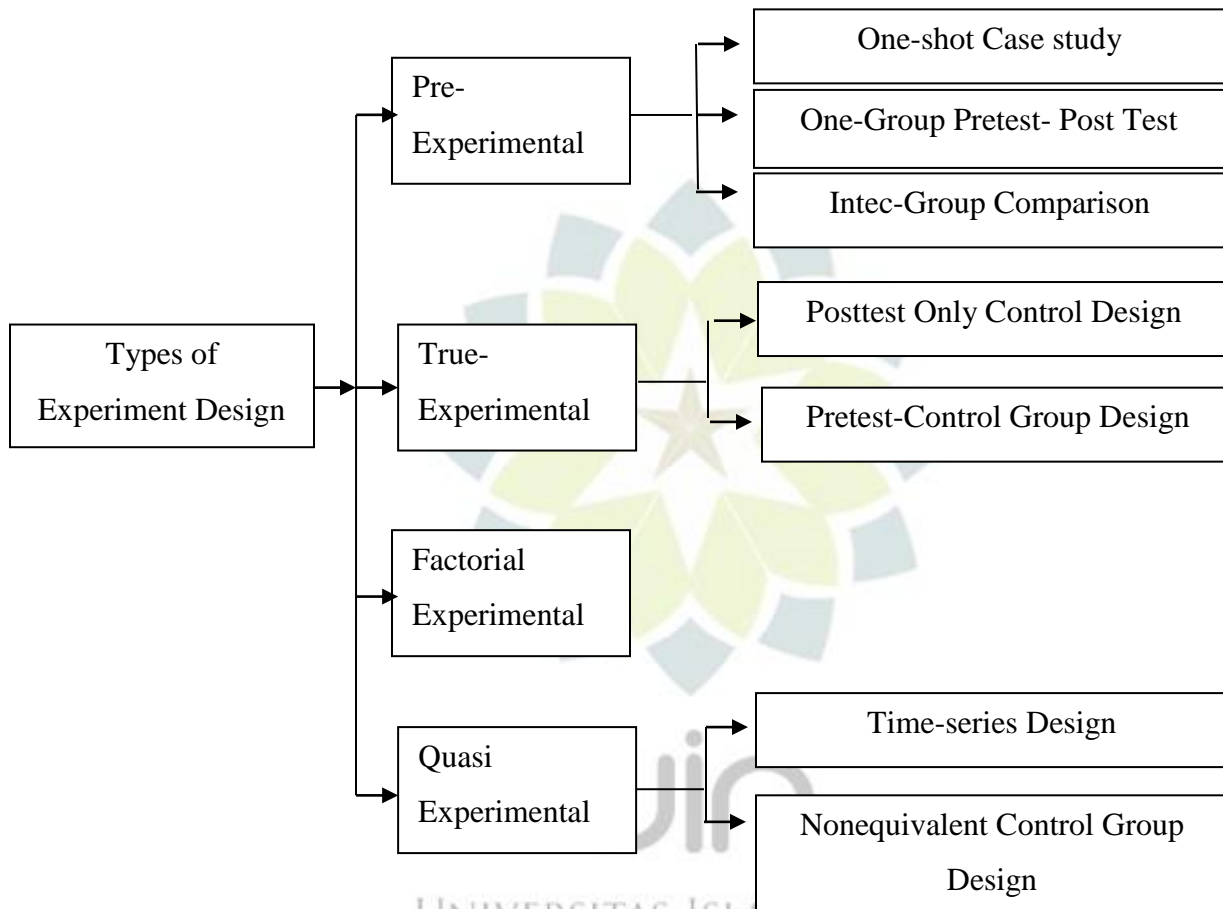 Types of
Experiment Design
Pre-
Experimental
One-shot Case study
One-Group Pretest- Post Test
Intec-Group Comparison
True-
Experimental
Posttest Only Control Design
Pretest-Control Group Design
Factorial
Experimental
Quasi
Experimental
Time-series Design
Nonequivalent Control Group
Design
uin
UNIVERSITAS